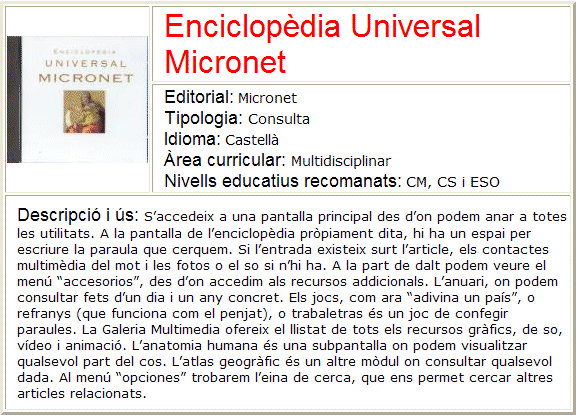 ENCICLOPEDIA
UNIVERSAL
MICRONET
Enciclopèdia Universal
Micronet
Editorial: Micronet
Tipologia: Consulta
Idioma: Castellà
Àrea curricular: Multidisciplinar
Nivells educatius recomanats: CM, CS i ESO
Descripció i ús: S’accedeix a una pantalla principal des d’on podem anar a totes
les utilitats. A la pantalla de l’enciclopèdia pròpiament dita, hi ha un espai per
escriure la paraula que cerquem. Si l’entrada existeix surt l’article, els contactes
multimèdia del mot i les fotos o el so si n’hi ha. A la part de dalt podem veure el
menú “accesorios”, des d’on accedim als recursos addicionals. L’anuari, on podem
consultar fets d’un dia i un any concret. Els jocs, com ara “adivina un país”, o
refranys (que funciona com el penjat), o trabaletras és un joc de confegir
paraules. La Galeria Multimedia ofereix el llistat de tots els recursos gràfics, de so,
vídeo i animació. L’anatomia humana és una subpantalla on podem visualitzar
qualsevol part del cos. L’atlas geogràfic és un altre mòdul on consultar qualsevol
dada. Al menú “opciones” trobarem l’eina de cerca, que ens permet cercar altres
articles relacionats.